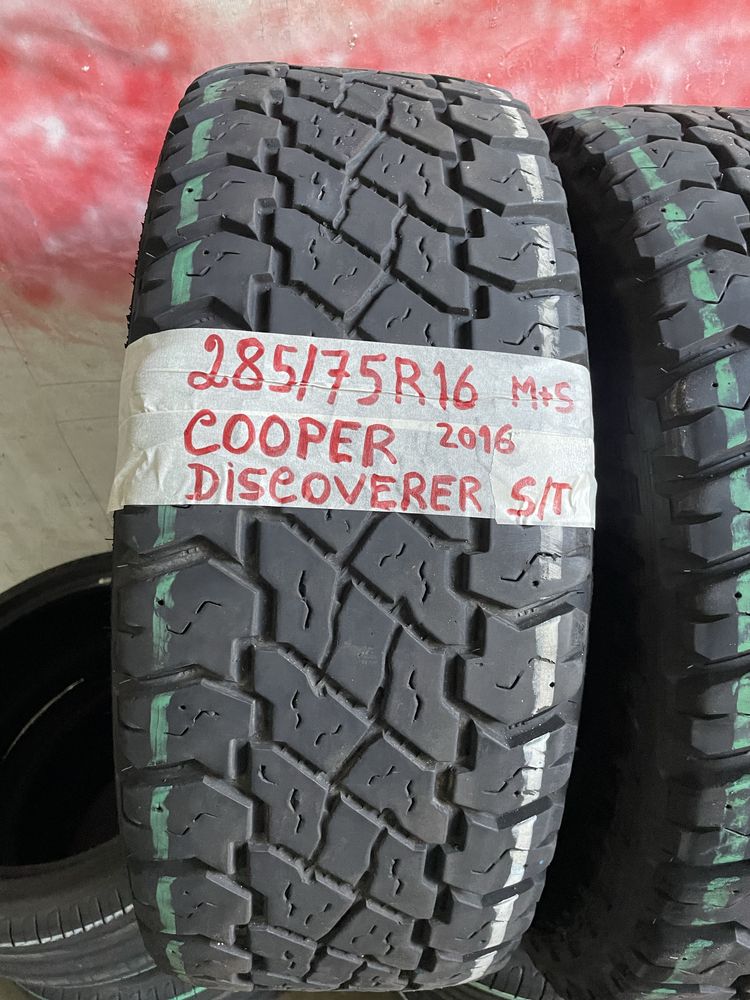 285/75R16 M+S
COOPER 2016
DiSCOVERER S/T